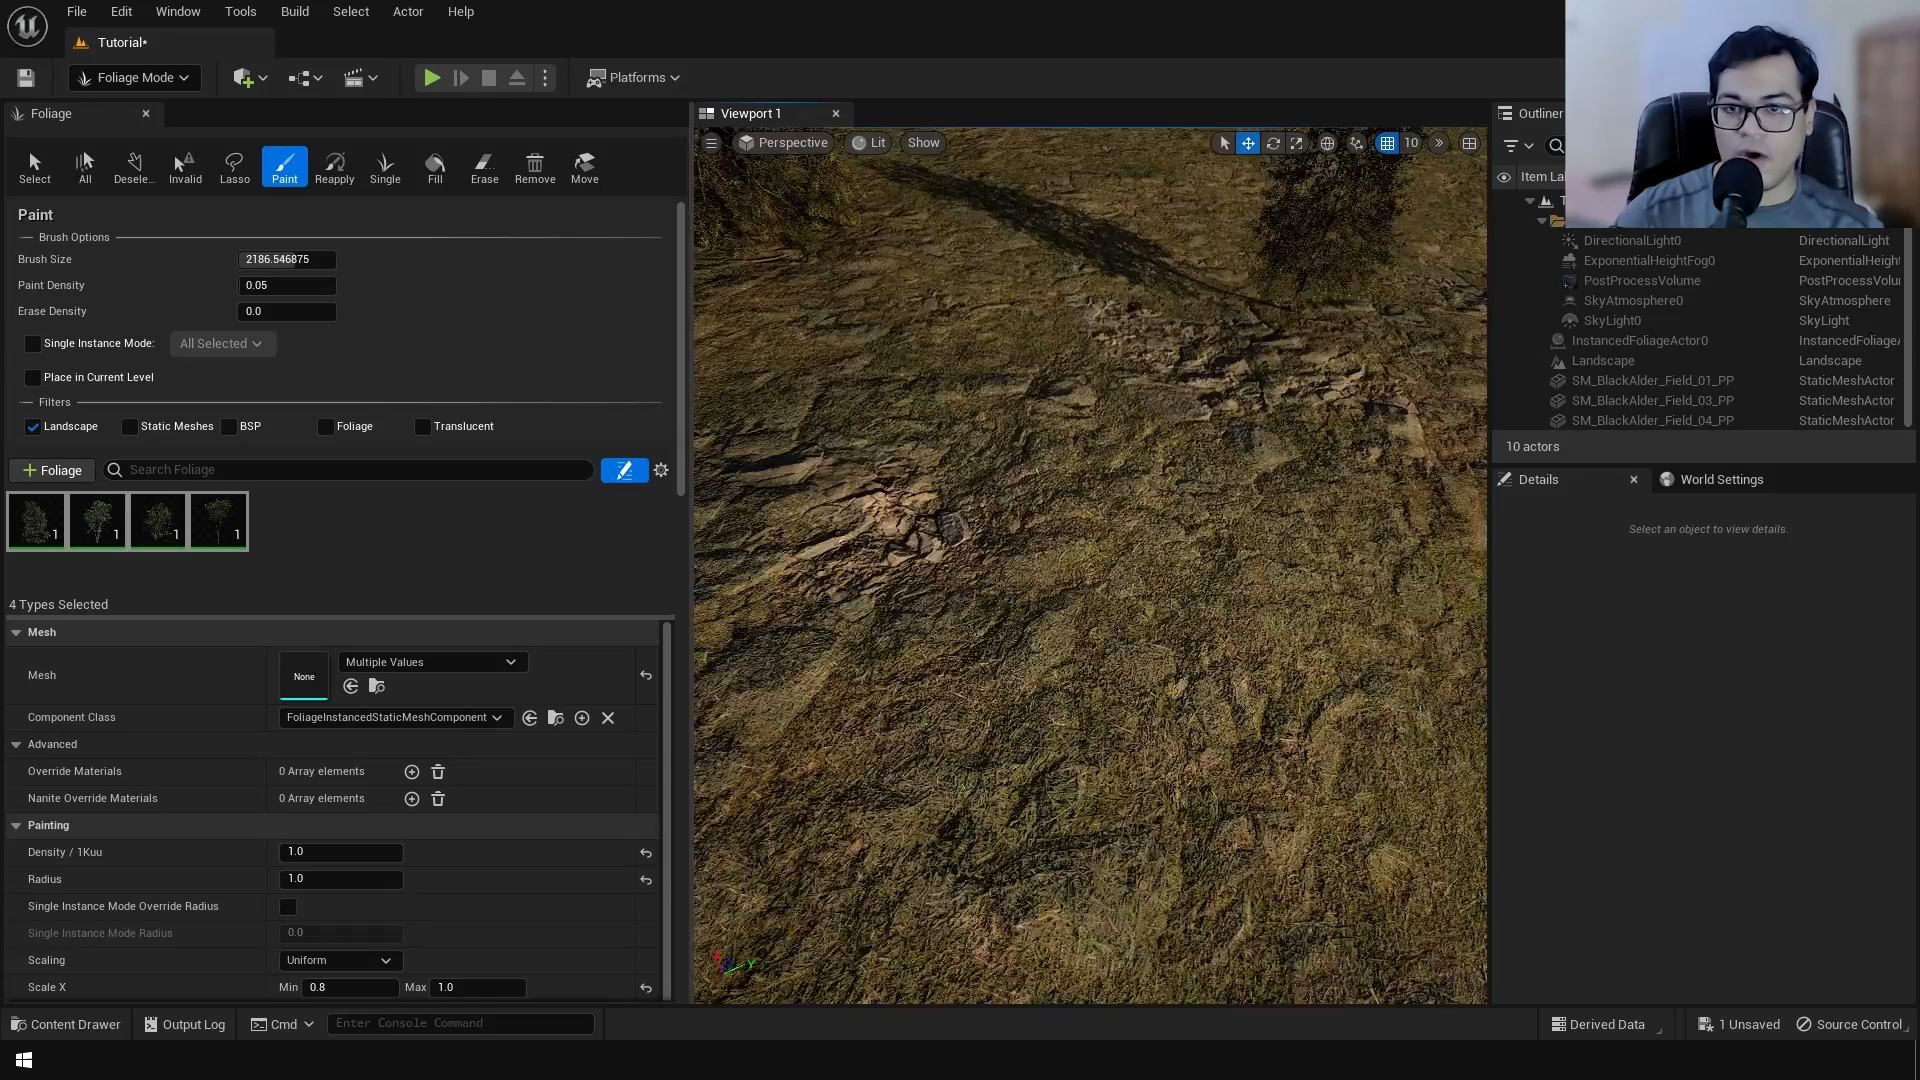 File Edit Window Tools Build Select Actor Help
Tutorial*
Foliage Mode
Platforms
Foliage
Viewport 1
Outliner
Perspective Lit Show
10
Select All Desele... Invalid Lasso Paint Reapply Single Fill Erase Remove Move
Item La
Paint
Brush Options
Brush Size 2186.546875
Paint Density 0.05
Erase Density 0.0
Single Instance Mode: All Selected
Place in Current Level
Filters
Landscape Static Meshes BSP Foliage Translucent
Foliage Search Foliage
1 1 1 1
4 Types Selected
Mesh
Mesh None Multiple Values
Component Class FoliageInstancedStaticMeshComponent
Advanced
Override Materials 0 Array elements
Nanite Override Materials 0 Array elements
Painting
Density / 1Kuu 1.0
Radius 1.0
Single Instance Mode Override Radius
Single Instance Mode Radius 0.0
Scaling Uniform
Scale X Min 0.8 Max 1.0
X Y
DirectionalLight0 DirectionalLight
ExponentialHeightFog0 ExponentialHeight
PostProcessVolume PostProcessVolu
SkyAtmosphere0 SkyAtmosphere
SkyLight0 SkyLight
InstancedFoliageActor0 InstancedFoliage
Landscape Landscape
SM_BlackAlder_Field_01_PP StaticMeshActor
SM_BlackAlder_Field_03_PP StaticMeshActor
SM_BlackAlder_Field_04_PP StaticMeshActor
10 actors
Details World Settings
Select an object to view details.
Content Drawer Output Log Cmd Enter Console Command
Derived Data 1 Unsaved Source Control